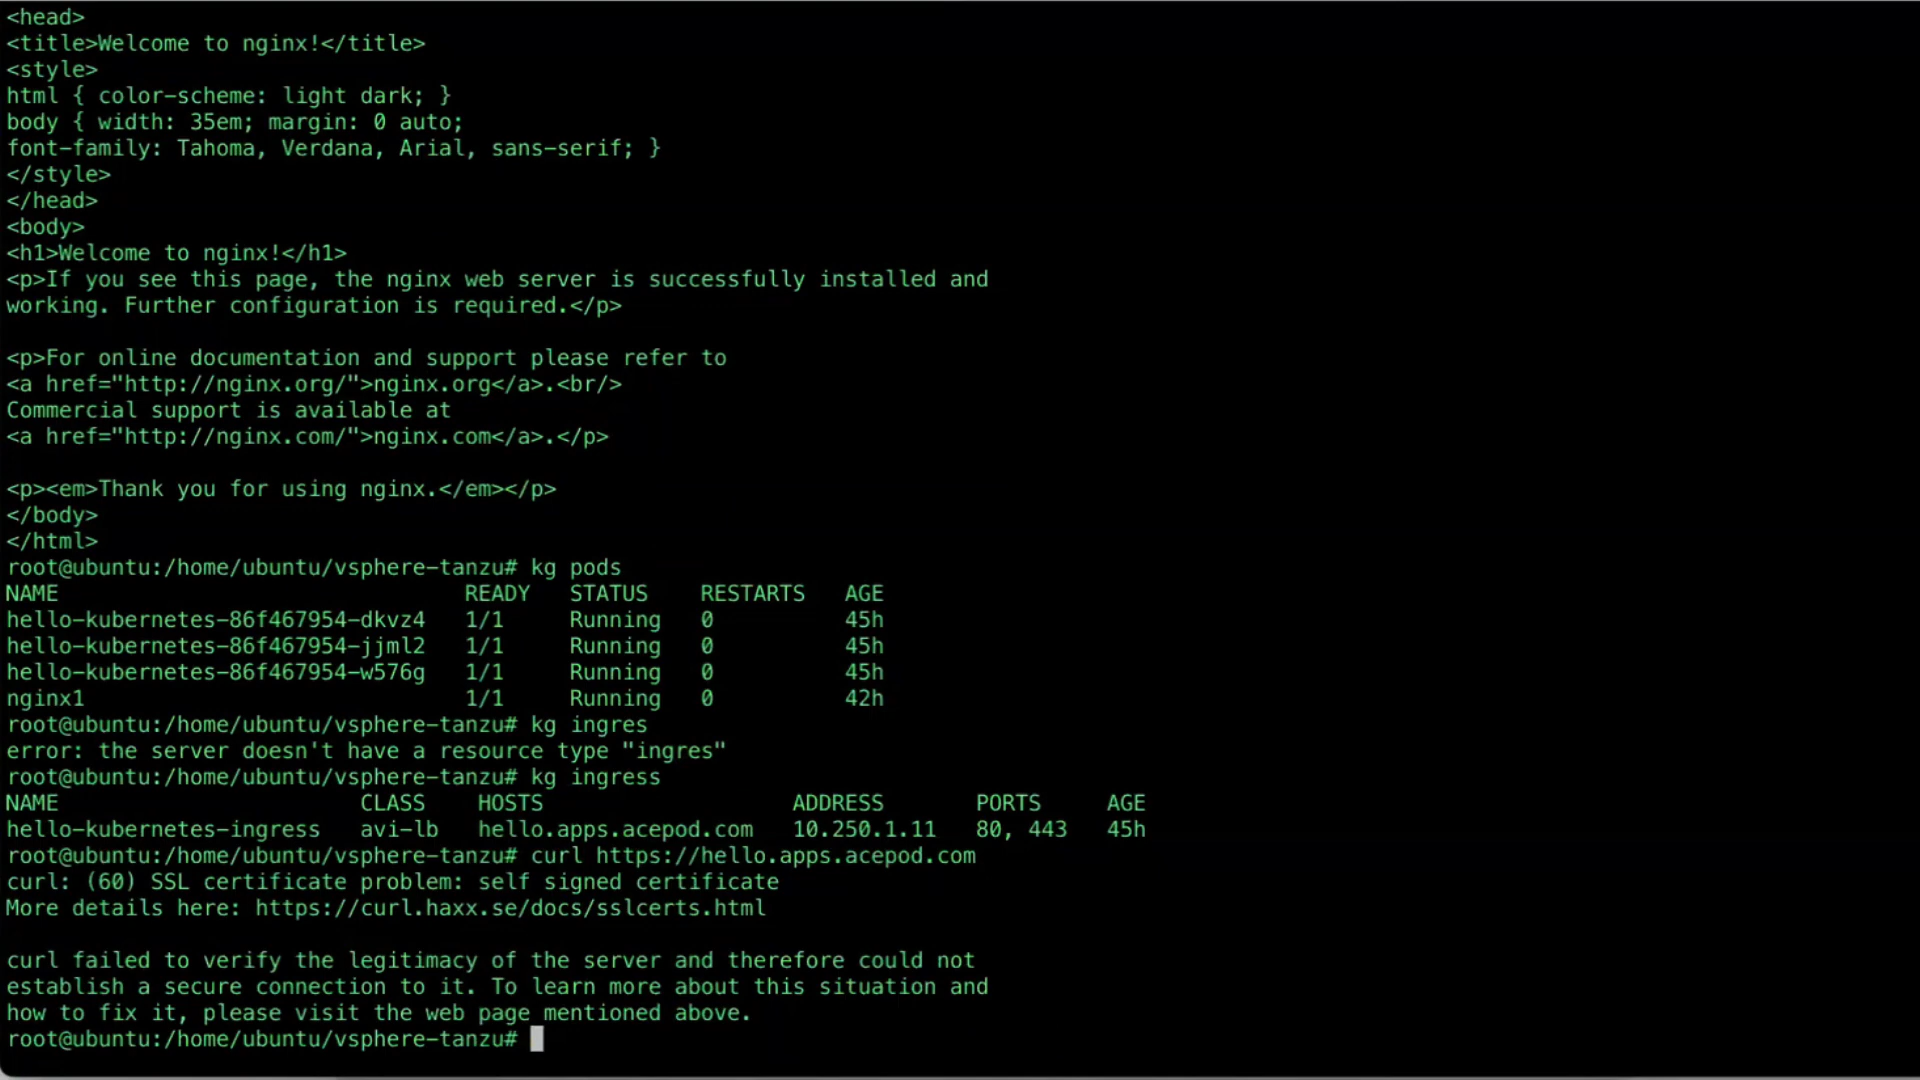 <head>
<title>Welcome to nginx!</title>
<style>
html { color-scheme: light dark; }
body { width: 35em; margin: 0 auto;
font-family: Tahoma, Verdana, Arial, sans-serif; }
</style>
</head>
<body>
<h1>Welcome to nginx!</h1>
<p>If you see this page, the nginx web server is successfully installed and
working. Further configuration is required.</p>

<p>For online documentation and support please refer to
<a href="http://nginx.org/">nginx.org</a>.<br/>
Commercial support is available at
<a href="http://nginx.com/">nginx.com</a>.</p>

<p><em>Thank you for using nginx.</em></p>
</body>
</html>
root@ubuntu:/home/ubuntu/vsphere-tanzu# kg pods
NAME                               READY   STATUS    RESTARTS   AGE
hello-kubernetes-86f467954-dkvz4   1/1     Running   0          45h
hello-kubernetes-86f467954-jjml2   1/1     Running   0          45h
hello-kubernetes-86f467954-w576g   1/1     Running   0          45h
nginx1                             1/1     Running   0          42h
root@ubuntu:/home/ubuntu/vsphere-tanzu# kg ingres
error: the server doesn't have a resource type "ingres"
root@ubuntu:/home/ubuntu/vsphere-tanzu# kg ingress
NAME                       CLASS    HOSTS                   ADDRESS       PORTS     AGE
hello-kubernetes-ingress   avi-lb   hello.apps.acepod.com   10.250.1.11   80, 443   45h
root@ubuntu:/home/ubuntu/vsphere-tanzu# curl https://hello.apps.acepod.com
curl: (60) SSL certificate problem: self signed certificate
More details here: https://curl.haxx.se/docs/sslcerts.html

curl failed to verify the legitimacy of the server and therefore could not
establish a secure connection to it. To learn more about this situation and
how to fix it, please visit the web page mentioned above.
root@ubuntu:/home/ubuntu/vsphere-tanzu#